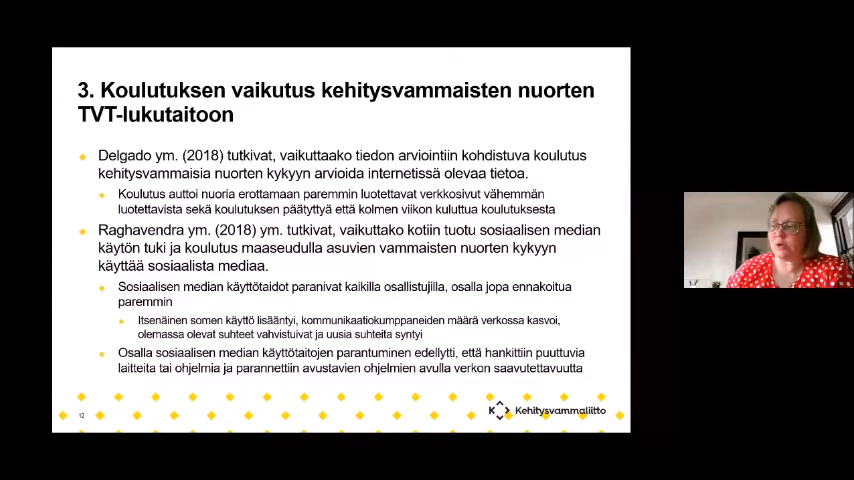 3. Koulutuksen vaikutus kehitysvammaisten nuorten
TVT-lukutaitoon
Delgado ym. (2018) tutkivat, vaikuttaako tiedon arviointiin kohdistuva koulutus
kehitysvammaisia nuorten kykyyn arvioida internetissä olevaa tietoa.
Koulutus auttoi nuoria erottamaan paremmin luotettavat verkkosivut vähemmän
luotettavista sekä koulutuksen päätyttyä että kolmen viikon kuluttua koulutuksesta
Raghavendra ym. (2018) ym. tutkivat, vaikuttako kotiin tuotu sosiaalisen median
käytön tuki ja koulutus maaseudulla asuvien vammaisten nuorten kykyyn
käyttää sosiaalista mediaa.
Sosiaalisen median käyttötaidot paranivat kaikilla osallistujilla, osalla jopa ennakoitua
paremmin
Itsenäinen somen käyttö lisääntyi, kommunikaatiokumppaneiden määrä verkossa kasvoi,
olemassa olevat suhteet vahvistuivat ja uusia suhteita syntyi
Osalla sosiaalisen median käyttötaitojen parantuminen edellytti, että hankittiin puuttuvia
laitteita tai ohjelmia ja parannettiin avustavien ohjelmien avulla verkon saavutettavuutta
12
Kehitysvammaliitto